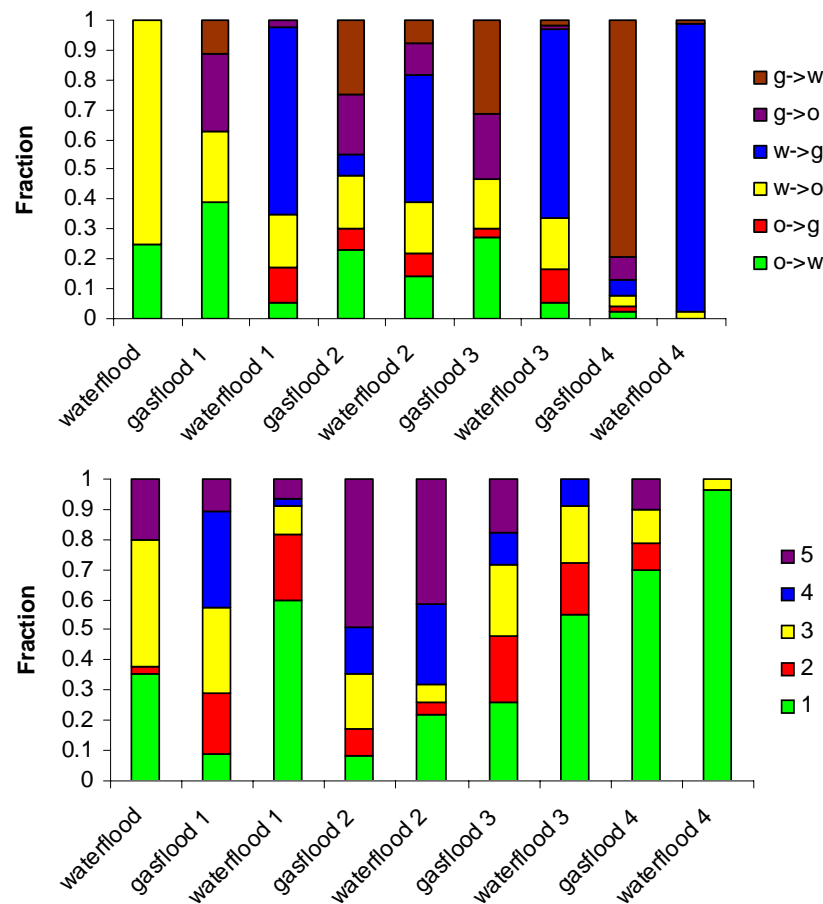 Fraction
1
0.9
0.8
0.7
0.6
0.5
0.4
0.3
0.2
0.1
0
waterflood
gasflood 1
waterflood 1
gasflood 2
waterflood 2
gasflood 3
waterflood 3
gasflood 4
waterflood 4
g->w
g->o
w->g
w->o
o->g
o->w
Fraction
1
0.9
0.8
0.7
0.6
0.5
0.4
0.3
0.2
0.1
0
waterflood
gasflood 1
waterflood 1
gasflood 2
waterflood 2
gasflood 3
waterflood 3
gasflood 4
waterflood 4
5
4
3
2
1